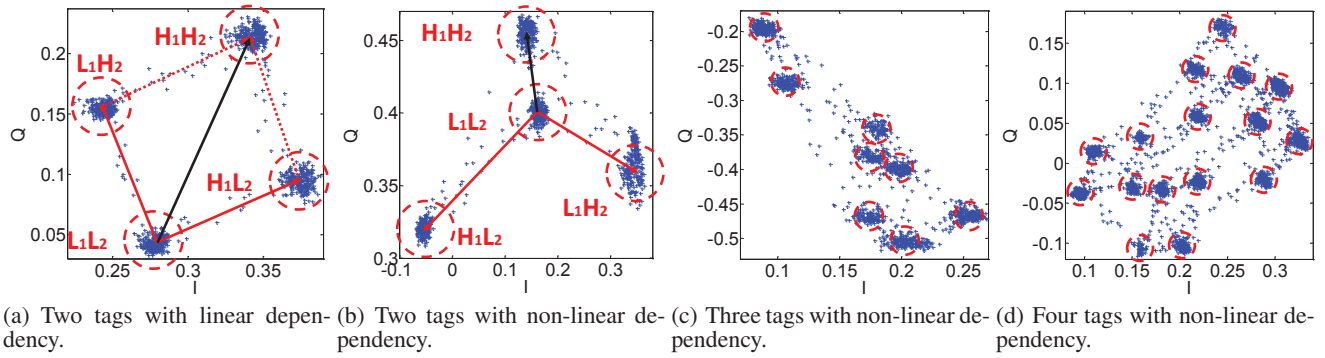 0.2
0.15
0.1
0.05
Q
0.25
0.3
0.35
I
H1H2
L1H2
H1L2
L1L2
0.45
0.4
0.35
0.3
Q
-0.1
0
0.1
0.2
0.3
I
H1H2
L1L2
L1H2
H1L2
-0.2
-0.25
-0.3
-0.35
-0.4
-0.45
-0.5
Q
0.1
0.15
0.2
0.25
I
0.15
0.1
0.05
0
-0.05
-0.1
Q
0.1
0.15
0.2
0.25
0.3
I
(a) Two tags with linear depen-
dency.
(b) Two tags with non-linear de-
pendency.
(c) Three tags with non-linear de-
pendency.
(d) Four tags with non-linear de-
pendency.